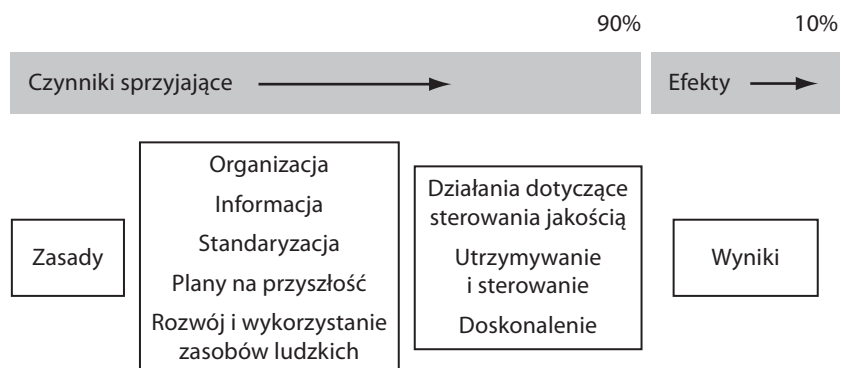 90%
10%
Czynniki sprzyjające
Efekty
Zasady
Organizacja
Informacja
Standaryzacja
Plany na przyszłość
Rozwój i wykorzystanie
zasobów ludzkich
Działania dotyczące
sterowania jakością
Utrzymywanie
i sterowanie
Doskonalenie
Wyniki